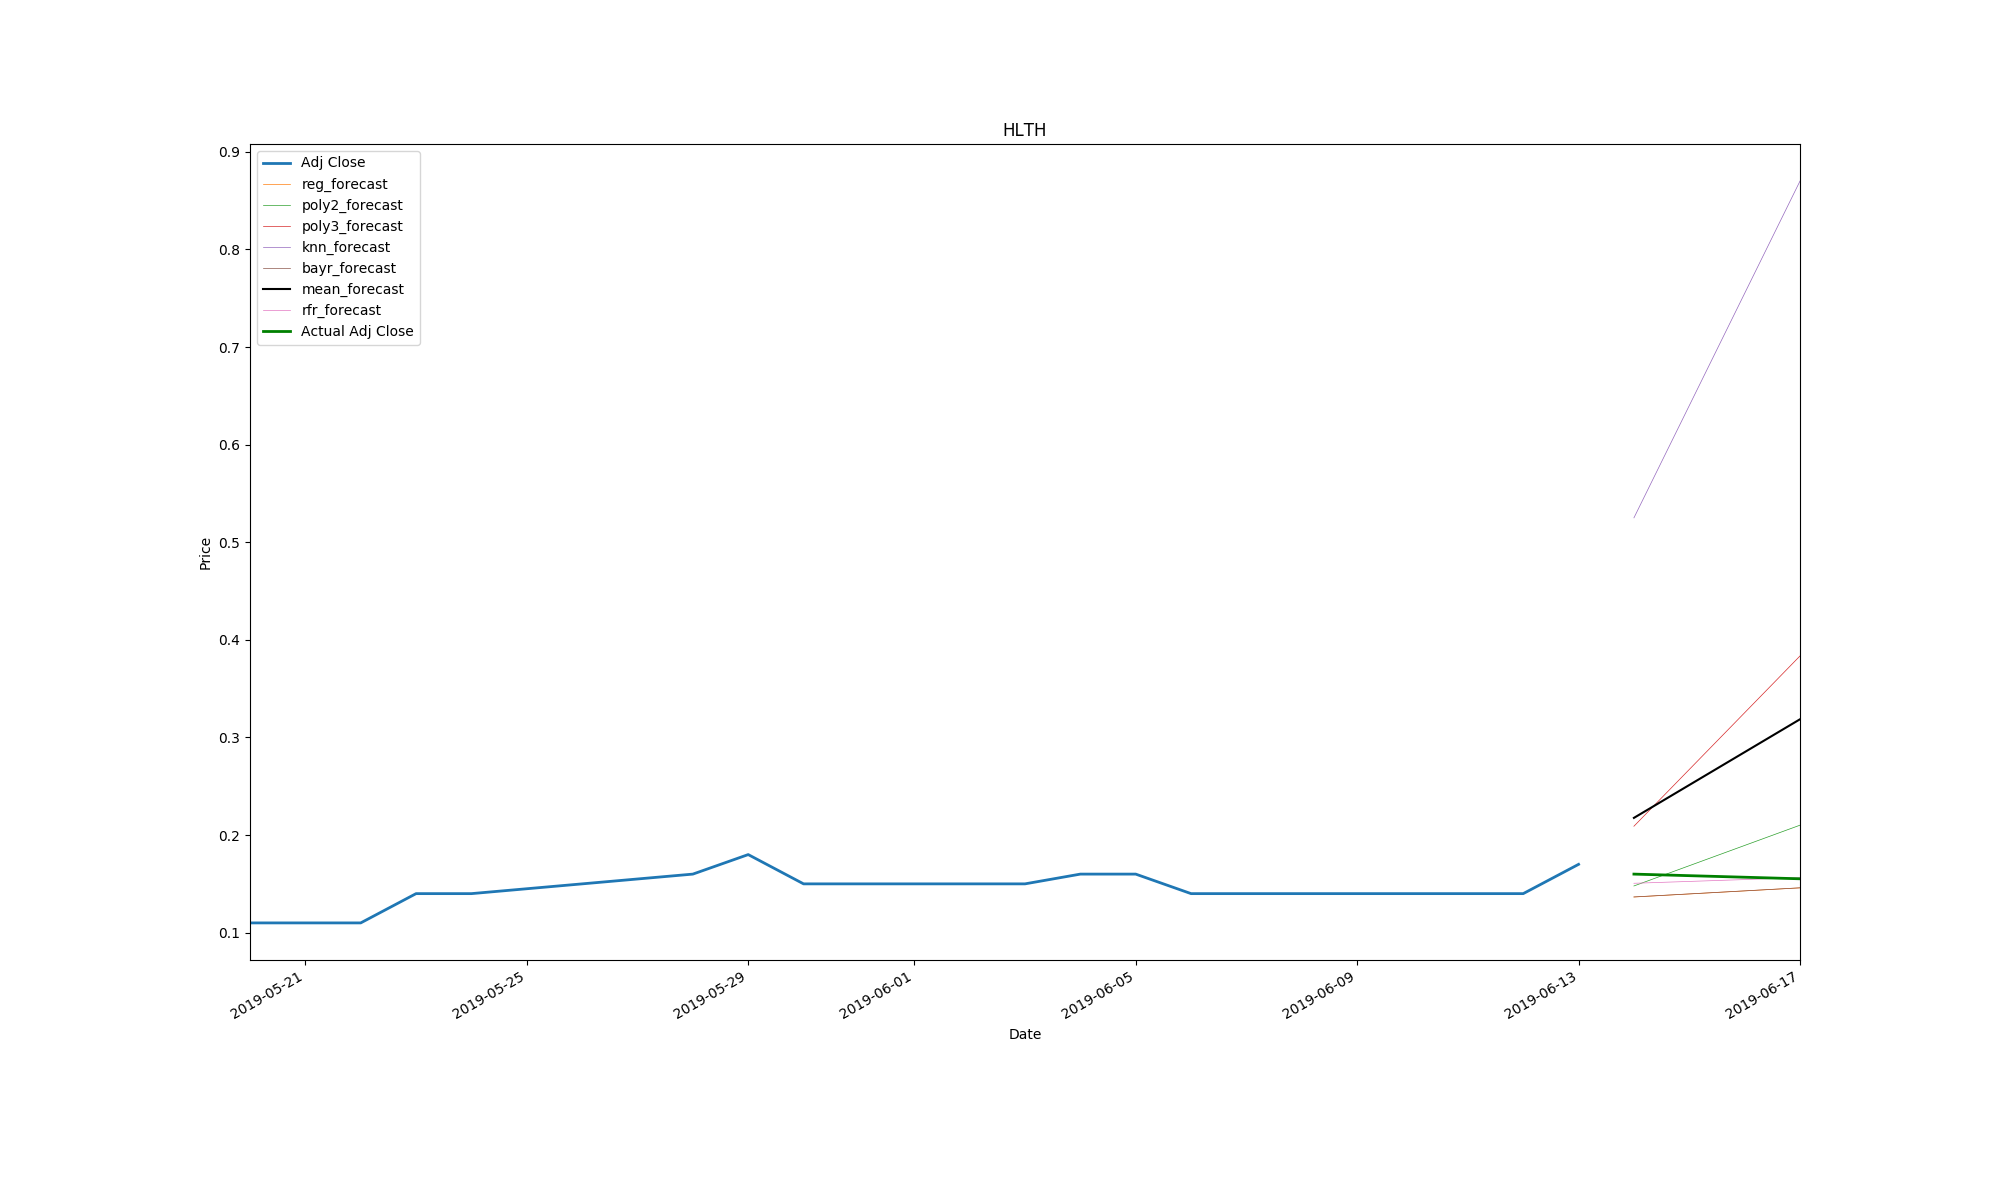 HLTH
0.9
0.8
0.7
0.6
0.5
0.4
0.3
0.2
0.1
Price
Adj Close
reg_forecast
poly2_forecast
poly3_forecast
knn_forecast
bayr_forecast
mean_forecast
rfr_forecast
Actual Adj Close
2019-05-21
2019-05-25
2019-05-29
2019-06-01
2019-06-05
2019-06-09
2019-06-13
2019-06-17
Date